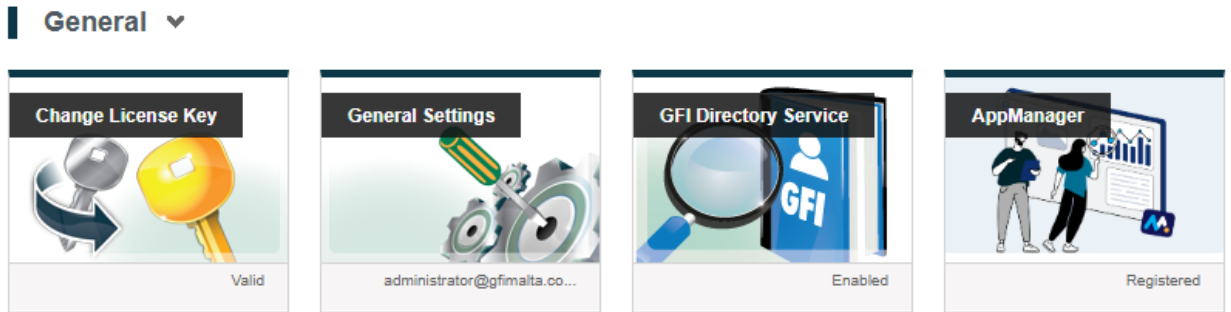 General
Change License Key
General Settings
GFI Directory Service
AppManager
GFI
Valid
administrator@gfimalta.co...
Enabled
Registered